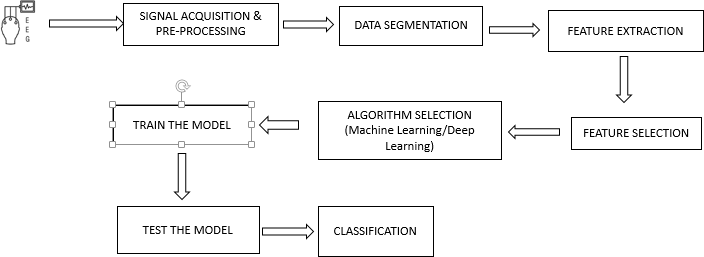 E
E
G
SIGNAL ACQUISITION &
PRE-PROCESSING
DATA SEGMENTATION
FEATURE EXTRACTION
TRAIN THE MODEL
ALGORITHM SELECTION
(Machine Learning/Deep
Learning)
FEATURE SELECTION
TEST THE MODEL
CLASSIFICATION